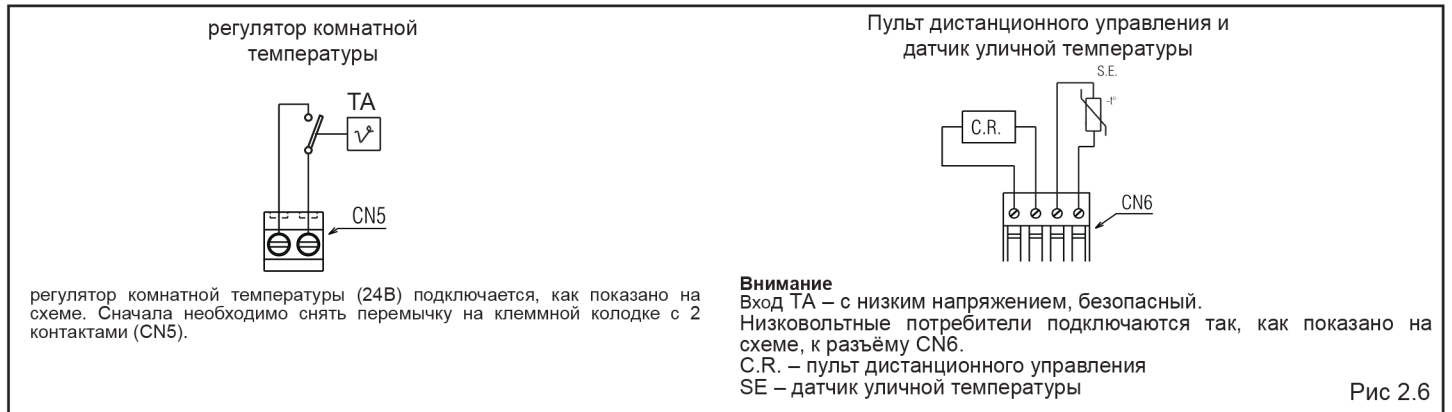 регулятор комнатной
температуры
TA
CN5
регулятор комнатной температуры (24В) подключается, как показано на
схеме. Сначала необходимо снять перемычку на клеммной колодке с 2
контактами (CN5).
Пульт дистанционного управления и
датчик уличной температуры
S.E.
-t°
C.R.
CN6
Внимание
Вход ТА – с низким напряжением, безопасный.
Низковольтные потребители подключаются так, как показано на
схеме, к разъёму CN6.
C.R. – пульт дистанционного управления
SE – датчик уличной температуры
Рис 2.6